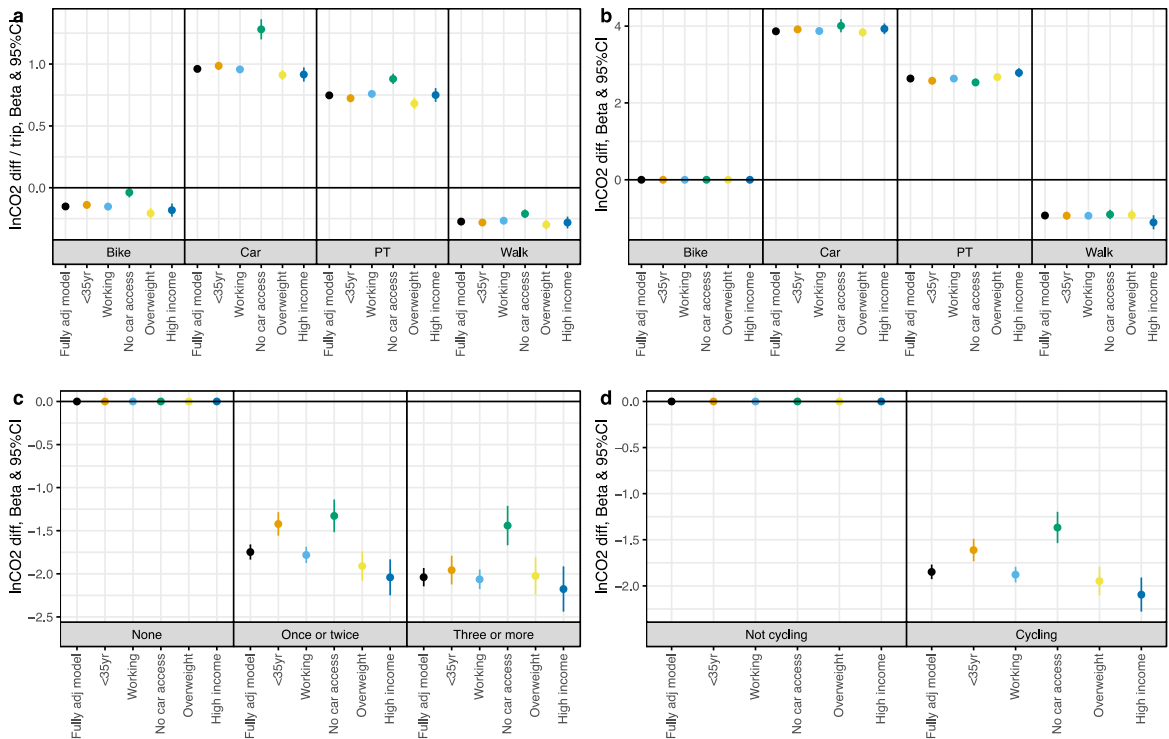 a
lnCO2 diff / trip, Beta & 95%CI
1.0
0.5
0.0
Bike
Car
PT
Walk
Fully adj model
<35yr
Working
No car access
Overweight
High income
Fully adj model
<35yr
Working
No car access
Overweight
High income
Fully adj model
<35yr
Working
No car access
Overweight
High income
Fully adj model
<35yr
Working
No car access
Overweight
High income
b
lnCO2 diff, Beta & 95%CI
4
2
0
Bike
Car
PT
Walk
Fully adj model
<35yr
Working
No car access
Overweight
High income
Fully adj model
<35yr
Working
No car access
Overweight
High income
Fully adj model
<35yr
Working
No car access
Overweight
High income
Fully adj model
<35yr
Working
No car access
Overweight
High income
c
lnCO2 diff, Beta & 95%CI
0.0
−0.5
−1.0
−1.5
−2.0
−2.5
None
Once or twice
Three or more
Fully adj model
<35yr
Working
No car access
Overweight
High income
Fully adj model
<35yr
Working
No car access
Overweight
High income
Fully adj model
<35yr
Working
No car access
Overweight
High income
d
lnCO2 diff, Beta & 95%CI
0.0
−0.5
−1.0
−1.5
−2.0
Not cycling
Cycling
Fully adj model
<35yr
Working
No car access
Overweight
High income
Fully adj model
<35yr
Working
No car access
Overweight
High income